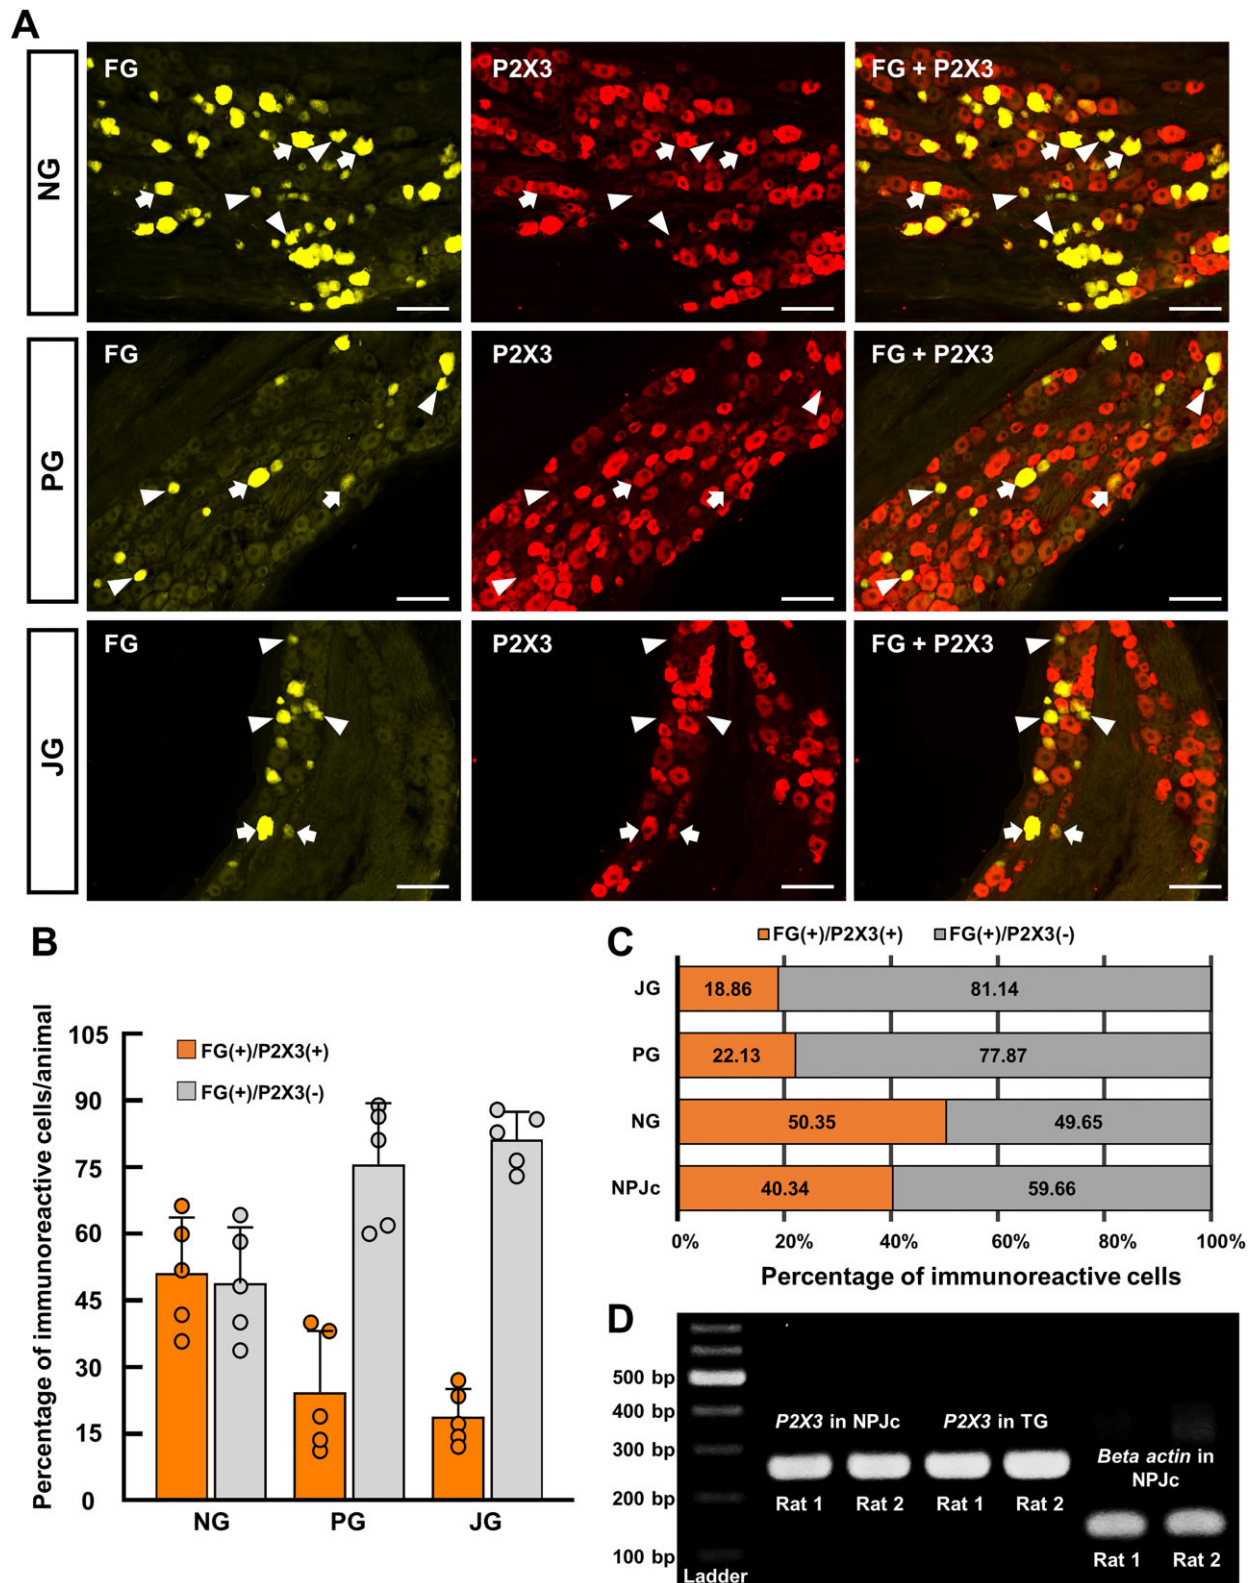 A
NG
FG
P2X3
FG + P2X3
PG
FG
P2X3
FG + P2X3
JG
FG
P2X3
FG + P2X3
B
Percentage of immunoreactive cells/animal
105
90
75
60
45
30
15
0
FG(+)/P2X3(+)
FG(+)/P2X3(-)
NG PG JG
C
FG(+)/P2X3(+) FG(+)/P2X3(-)
JG 18.86 81.14
PG 22.13 77.87
NG 50.35 49.65
NPJc 40.34 59.66
0% 20% 40% 60% 80% 100%
Percentage of immunoreactive cells
D
500 bp
400 bp
300 bp
200 bp
100 bp
Ladder
P2X3 in NPJc
Rat 1 Rat 2
P2X3 in TG
Rat 1 Rat 2
Beta actin in
NPJc
Rat 1 Rat 2